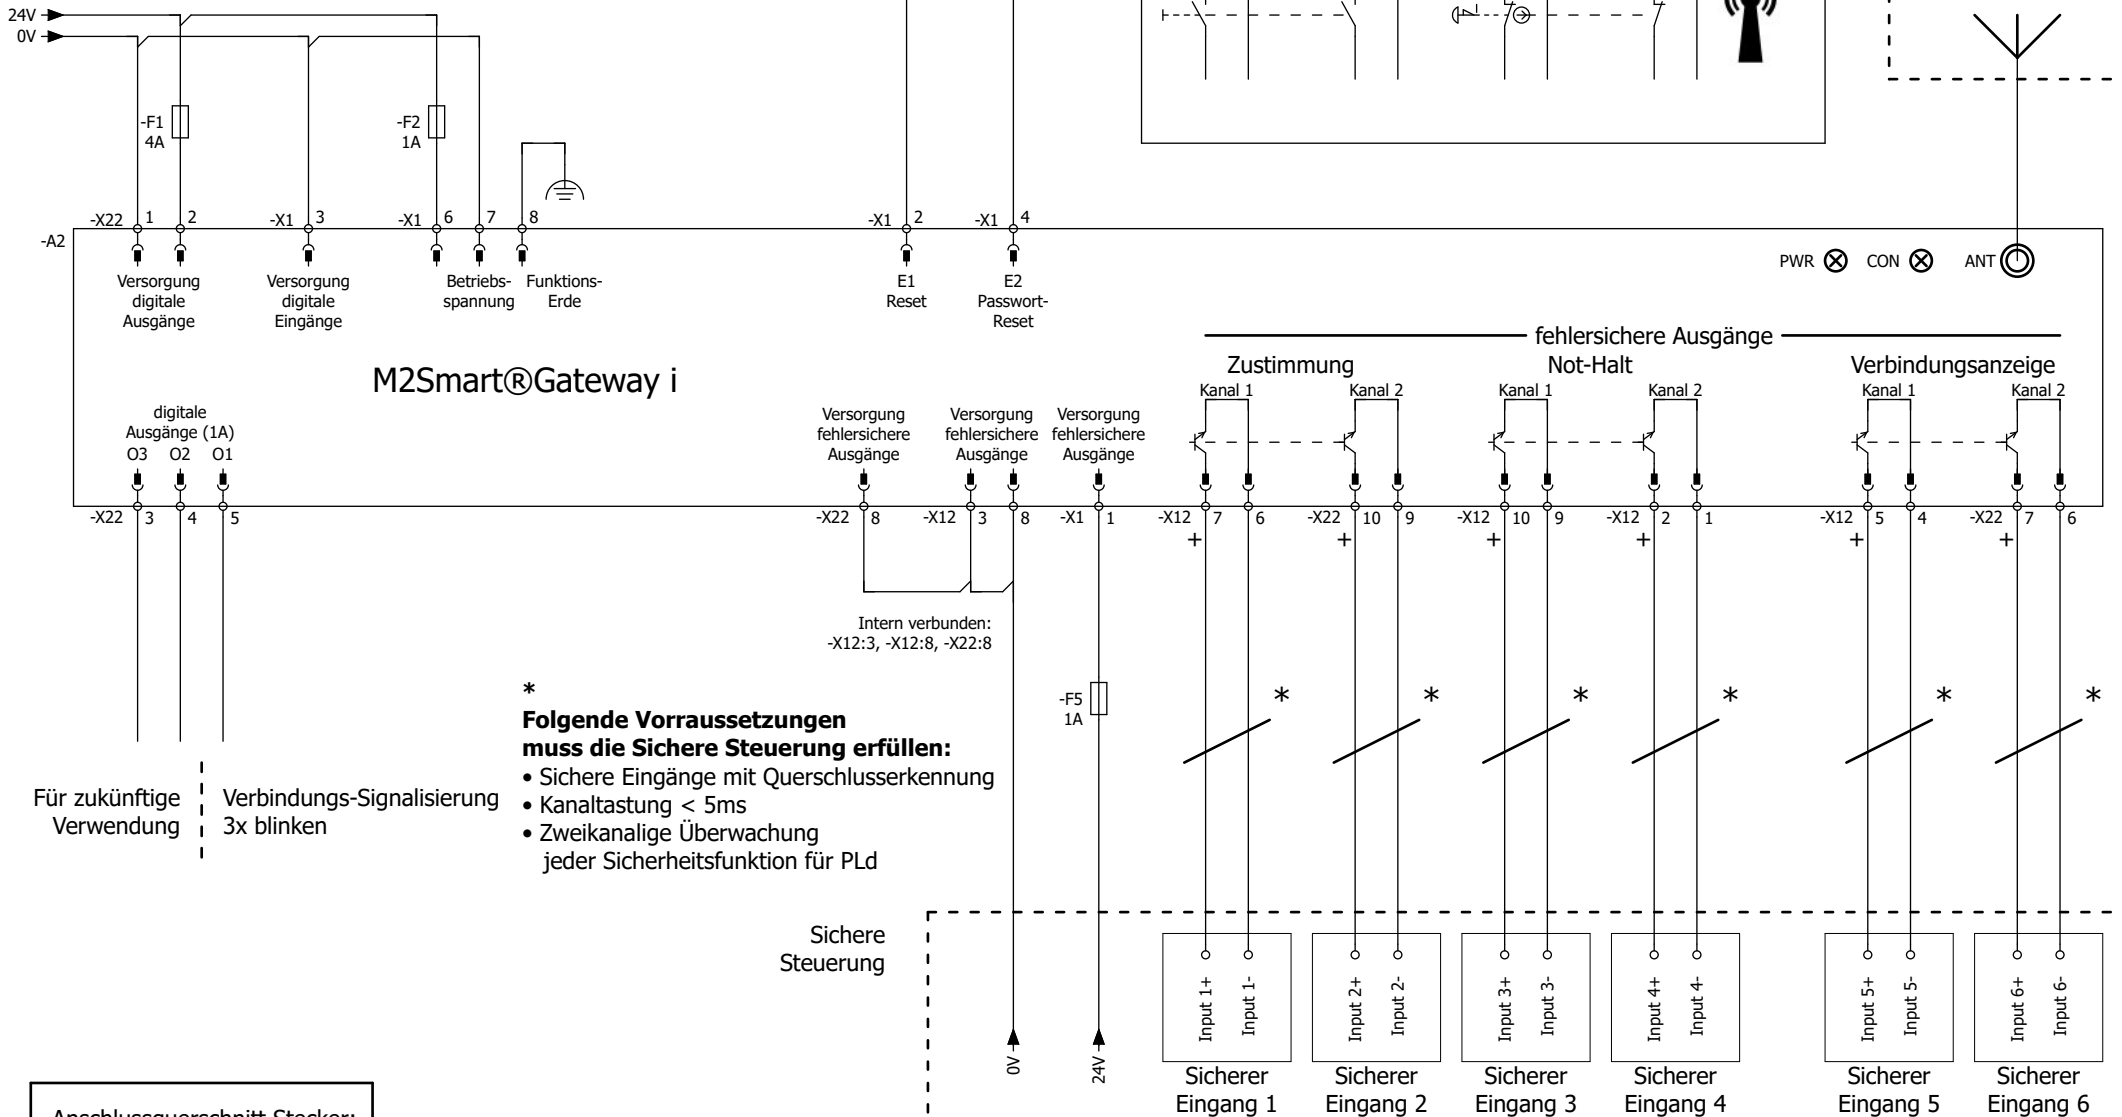 24V
0V
-F1
4A
-F2
1A
-A2
-X22 1 2
-X1 3
-X1 6 7 8
-X1 2
-X1 4
Versorgung
digitale
Ausgänge
Versorgung
digitale
Eingänge
Betriebs-
spannung
Funktions-
Erde
E1
Reset
E2
Passwort-
Reset
PWR CON ANT
M2Smart®Gateway i
fehlersichere Ausgänge
Zustimmung Not-Halt Verbindungsanzeige
Kanal 1 Kanal 2 Kanal 1 Kanal 2 Kanal 1 Kanal 2
digitale
Ausgänge (1A)
O3 O2 O1
Versorgung
fehlersichere
Ausgänge
Versorgung
fehlersichere
Ausgänge
Versorgung
fehlersichere
Ausgänge
-X22 3 4 5
-X22 8
-X12 3 8
-X1 1
-X12 7 6
-X22 10 9
-X12 10 9
-X12 2 1
-X12 5 4
-X22 7 6
+ + + + + +
Intern verbunden:
-X12:3, -X12:8, -X22:8
-F5
1A
* * * * * *
*
Folgende Vorraussetzungen
muss die Sichere Steuerung erfüllen:
• Sichere Eingänge mit Querschlusserkennung
• Kanaltastung < 5ms
• Zweikanalige Überwachung
jeder Sicherheitsfunktion für PLd
Für zukünftige
Verwendung
Verbindungs-Signalisierung
3x blinken
Sichere
Steuerung
0V
24V
Input 1+
Input 1-
Input 2+
Input 2-
Input 3+
Input 3-
Input 4+
Input 4-
Input 5+
Input 5-
Input 6+
Input 6-
Sicherer
Eingang 1
Sicherer
Eingang 2
Sicherer
Eingang 3
Sicherer
Eingang 4
Sicherer
Eingang 5
Sicherer
Eingang 6
Anschlussquerschnitt Stecker: